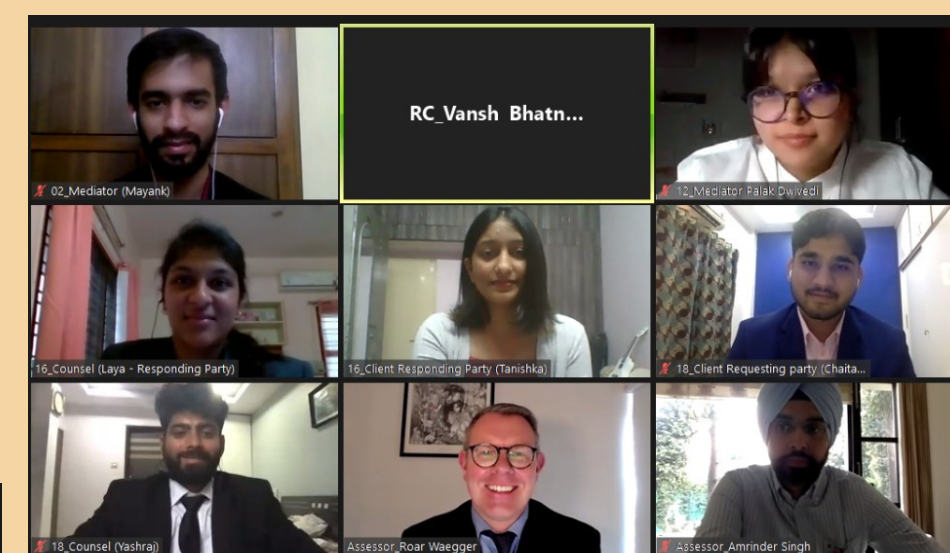 02_Mediator (Mayank)
RC_Vansh Bhatn...
12_Mediator Palak Dwivedi
16_Counsel (Laya - Responding Party)
16_Client Responding Party (Tanishka)
18_Client Requesting party (Chaita...
18_Counsel (Yashraj)
Assessor_Roar Waegger
Assessor_Amrinder Singh